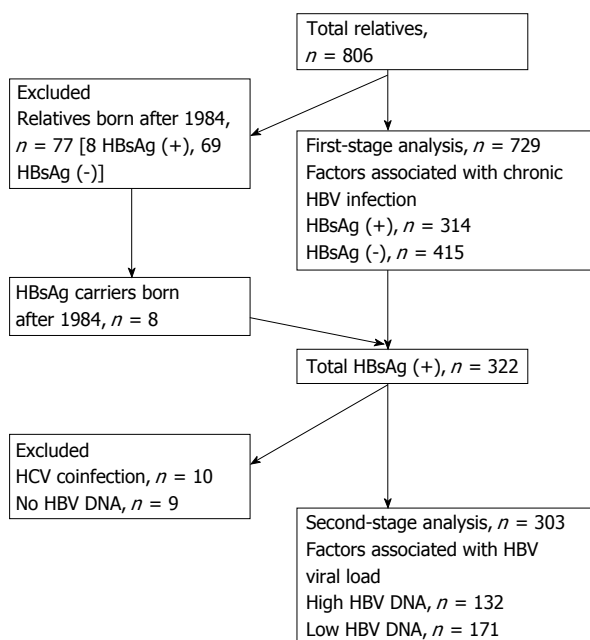 Total relatives,
n = 806
Excluded
Relatives born after 1984,
n = 77 [8 HBsAg (+), 69
HBsAg (-)]
First-stage analysis, n = 729
Factors associated with chronic
HBV infection
HBsAg (+), n = 314
HBsAg (-), n = 415
HBsAg carriers born
after 1984, n = 8
Total HBsAg (+), n = 322
Excluded
HCV coinfection, n = 10
No HBV DNA, n = 9
Second-stage analysis, n = 303
Factors associated with HBV
viral load
High HBV DNA, n = 132
Low HBV DNA, n = 171